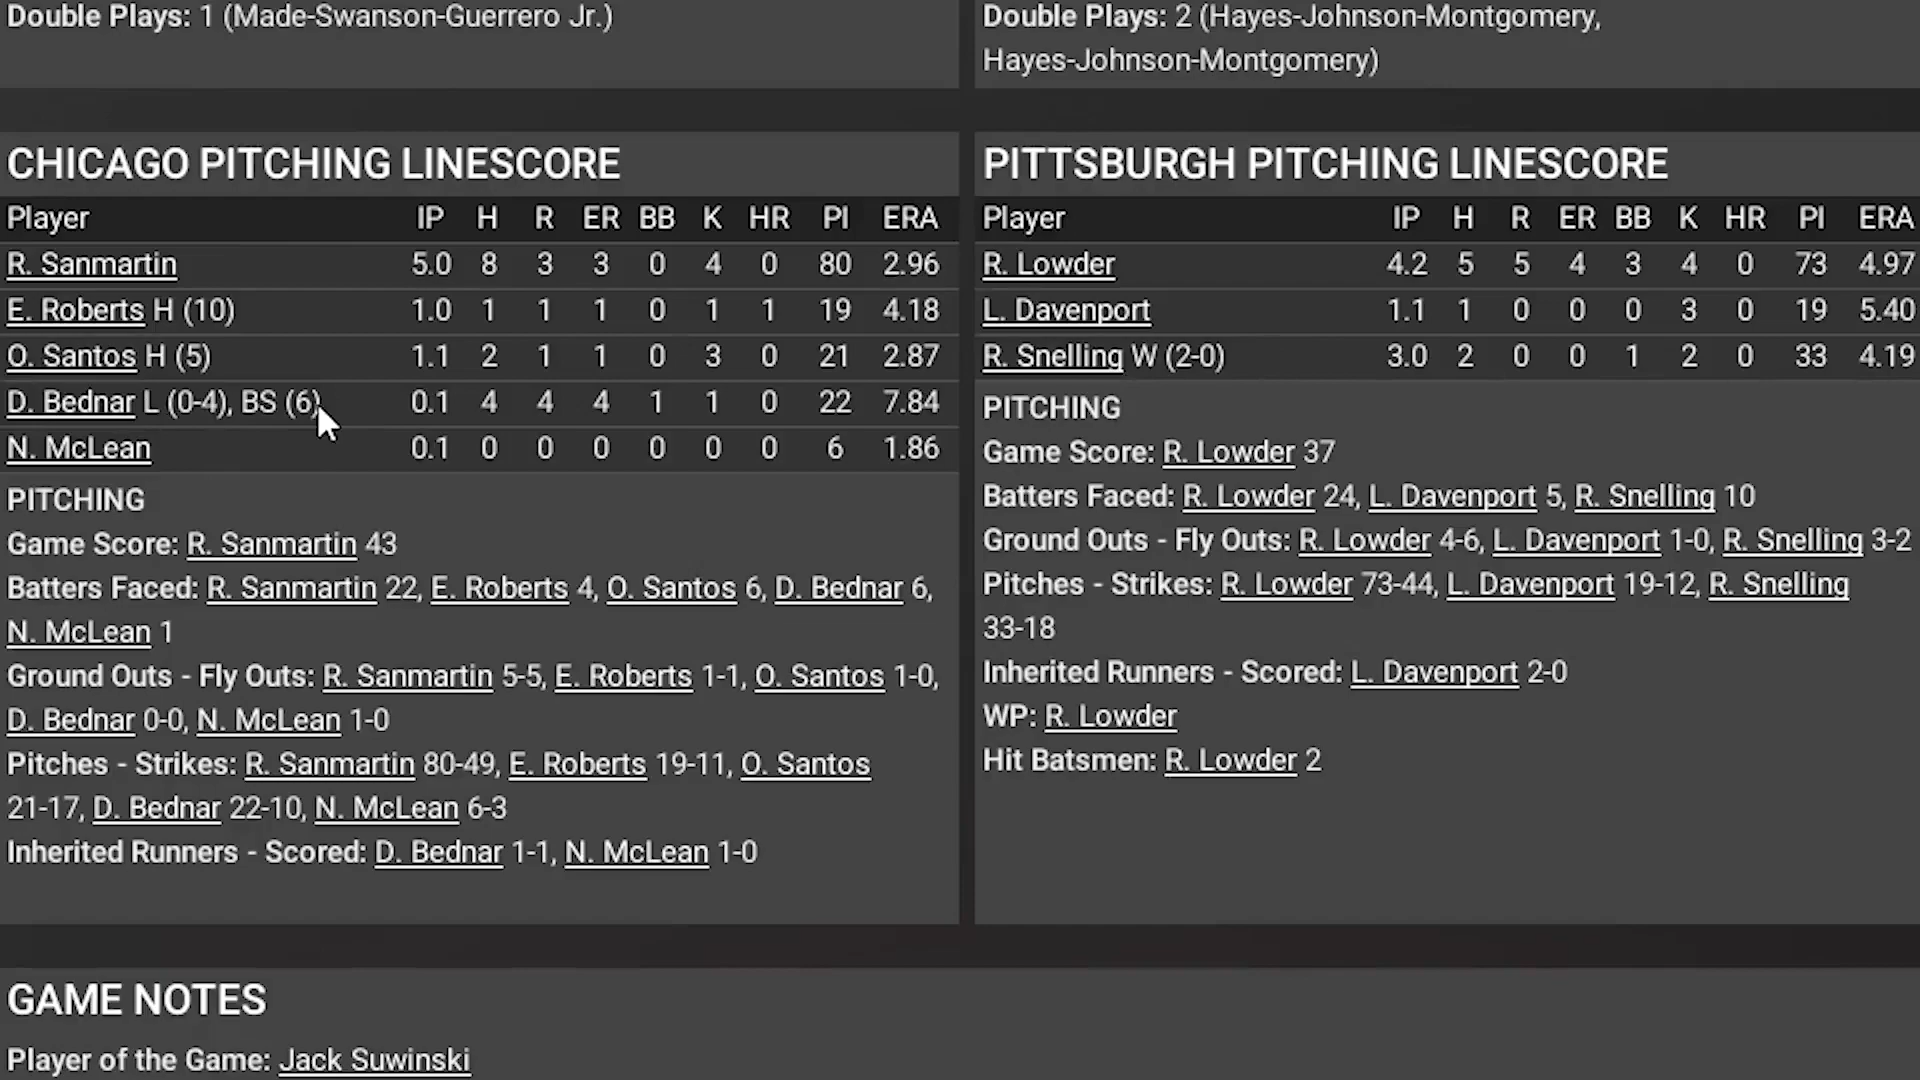 Double Plays: 1 (Made-Swanson-Guerrero Jr.)
CHICAGO PITCHING LINESCORE
Player IP H R ER BB K HR PI ERA
R. Sanmartin 5.0 8 3 3 0 4 0 80 2.96
E. Roberts H (10) 1.0 1 1 1 0 1 1 19 4.18
O. Santos H (5) 1.1 2 1 1 0 3 0 21 2.87
D. Bednar L (0-4), BS (6) 0.1 4 4 4 1 1 0 22 7.84
N. McLean 0.1 0 0 0 0 0 0 6 1.86
PITCHING
Game Score: R. Sanmartin 43
Batters Faced: R. Sanmartin 22, E. Roberts 4, O. Santos 6, D. Bednar 6,
N. McLean 1
Ground Outs - Fly Outs: R. Sanmartin 5-5, E. Roberts 1-1, O. Santos 1-0,
D. Bednar 0-0, N. McLean 1-0
Pitches - Strikes: R. Sanmartin 80-49, E. Roberts 19-11, O. Santos
21-17, D. Bednar 22-10, N. McLean 6-3
Inherited Runners - Scored: D. Bednar 1-1, N. McLean 1-0
Double Plays: 2 (Hayes-Johnson-Montgomery,
Hayes-Johnson-Montgomery)
PITTSBURGH PITCHING LINESCORE
Player IP H R ER BB K HR PI ERA
R. Lowder 4.2 5 5 4 3 4 0 73 4.97
L. Davenport 1.1 1 0 0 0 3 0 19 5.40
R. Snelling W (2-0) 3.0 2 0 0 1 2 0 33 4.19
PITCHING
Game Score: R. Lowder 37
Batters Faced: R. Lowder 24, L. Davenport 5, R. Snelling 10
Ground Outs - Fly Outs: R. Lowder 4-6, L. Davenport 1-0, R. Snelling 3-2
Pitches - Strikes: R. Lowder 73-44, L. Davenport 19-12, R. Snelling
33-18
Inherited Runners - Scored: L. Davenport 2-0
WP: R. Lowder
Hit Batsmen: R. Lowder 2
GAME NOTES
Player of the Game: Jack Suwinski